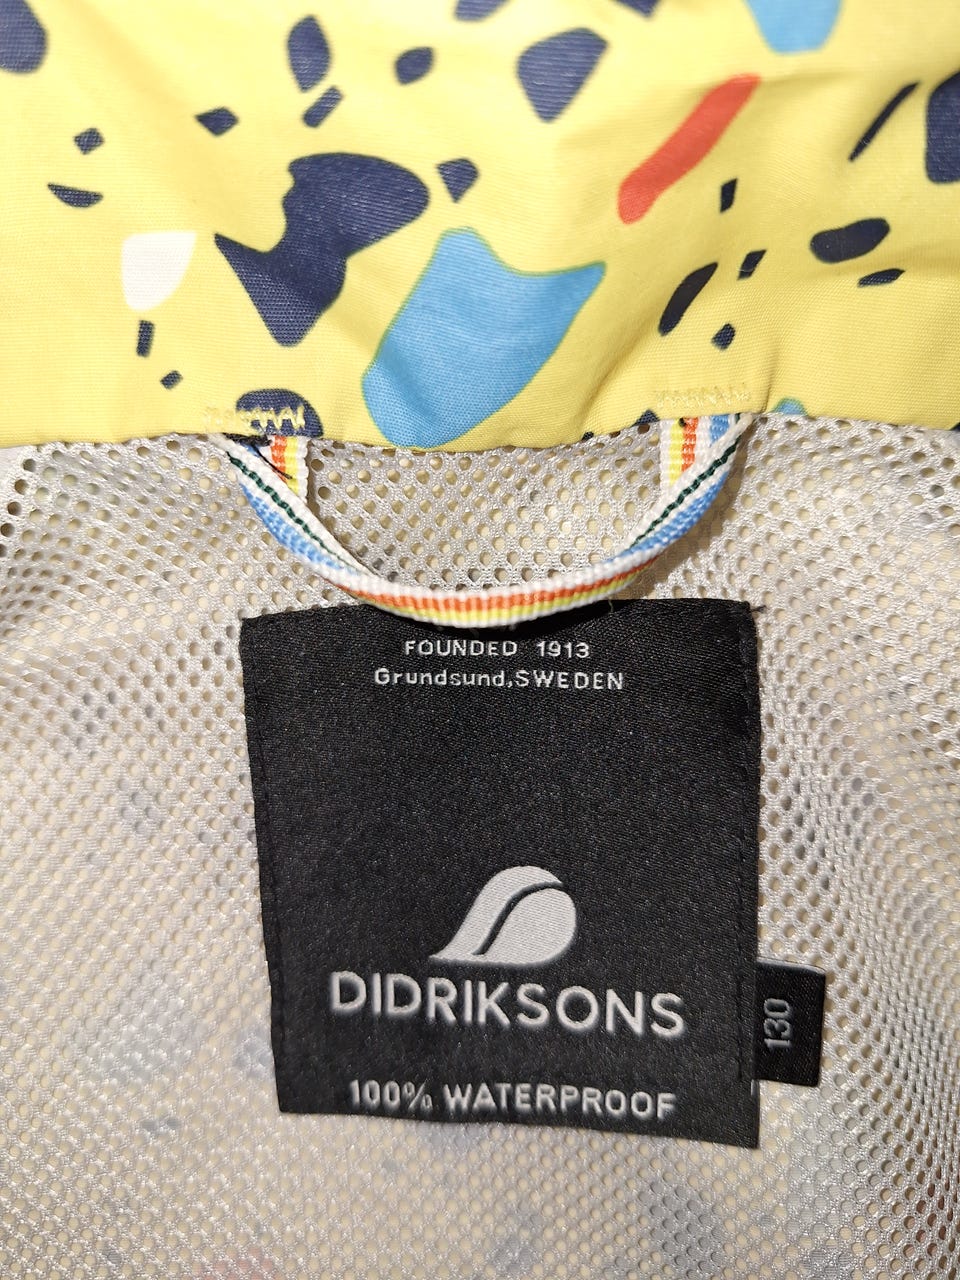 FOUNDED 1913
Grundsund,SWEDEN
DIDRIKSONS
130
100% WATERPROOF